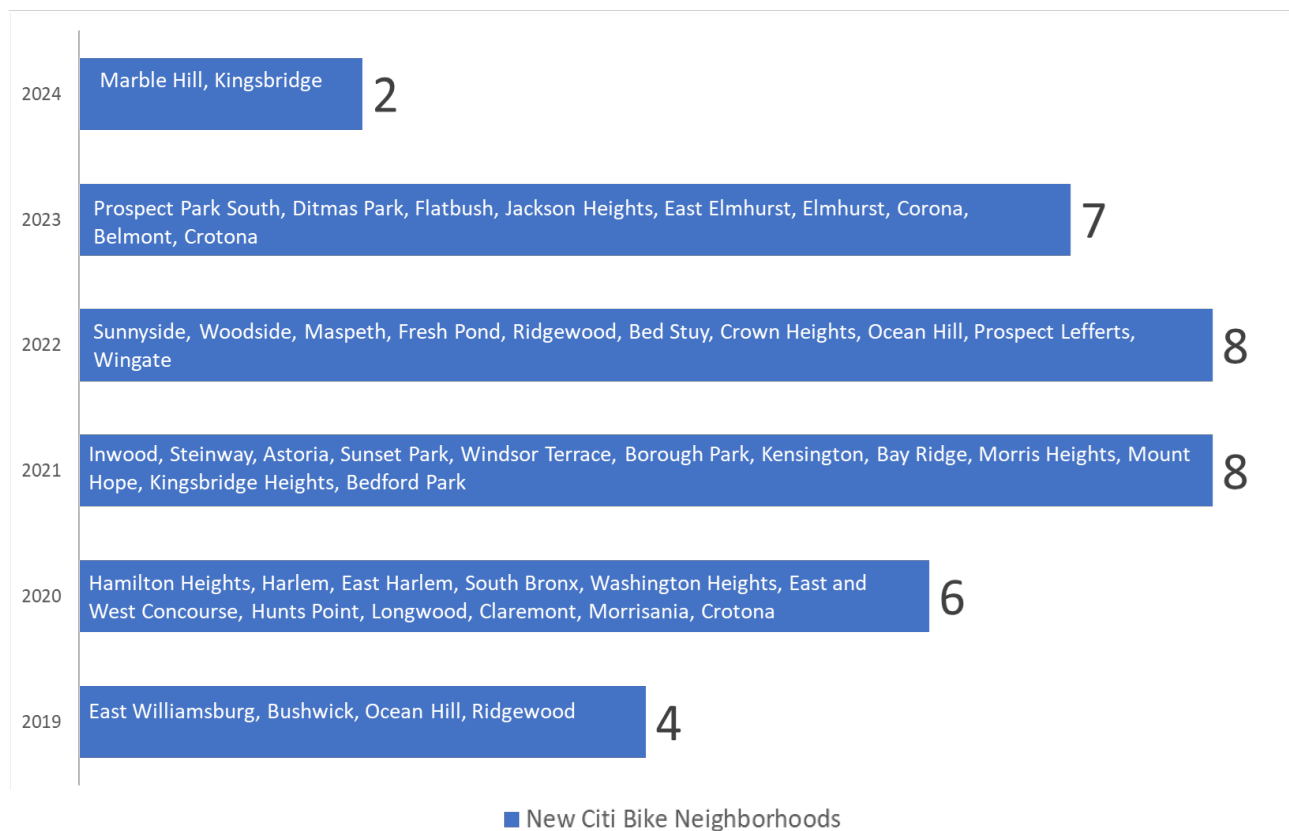 2024
Marble Hill, Kingsbridge
2
2023
Prospect Park South, Ditmas Park, Flatbush, Jackson Heights, East Elmhurst, Elmhurst, Corona,
Belmont, Crotona
7
2022
Sunnyside, Woodside, Maspeth, Fresh Pond, Ridgewood, Bed Stuy, Crown Heights, Ocean Hill, Prospect Lefferts,
Wingate
8
2021
Inwood, Steinway, Astoria, Sunset Park, Windsor Terrace, Borough Park, Kensington, Bay Ridge, Morris Heights, Mount
Hope, Kingsbridge Heights, Bedford Park
8
2020
Hamilton Heights, Harlem, East Harlem, South Bronx, Washington Heights, East and
West Concourse, Hunts Point, Longwood, Claremont, Morrisania, Crotona
6
2019
East Williamsburg, Bushwick, Ocean Hill, Ridgewood
4
New Citi Bike Neighborhoods